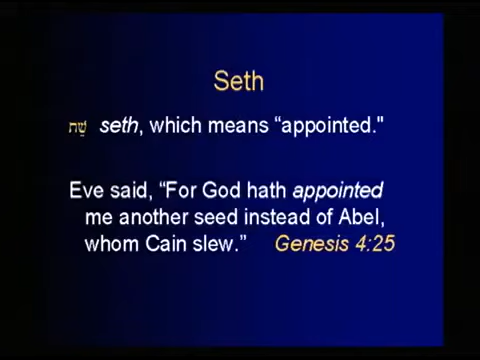 Seth
שַׁת seth, which means “appointed."
Eve said, “For God hath appointed
me another seed instead of Abel,
whom Cain slew.” Genesis 4:25